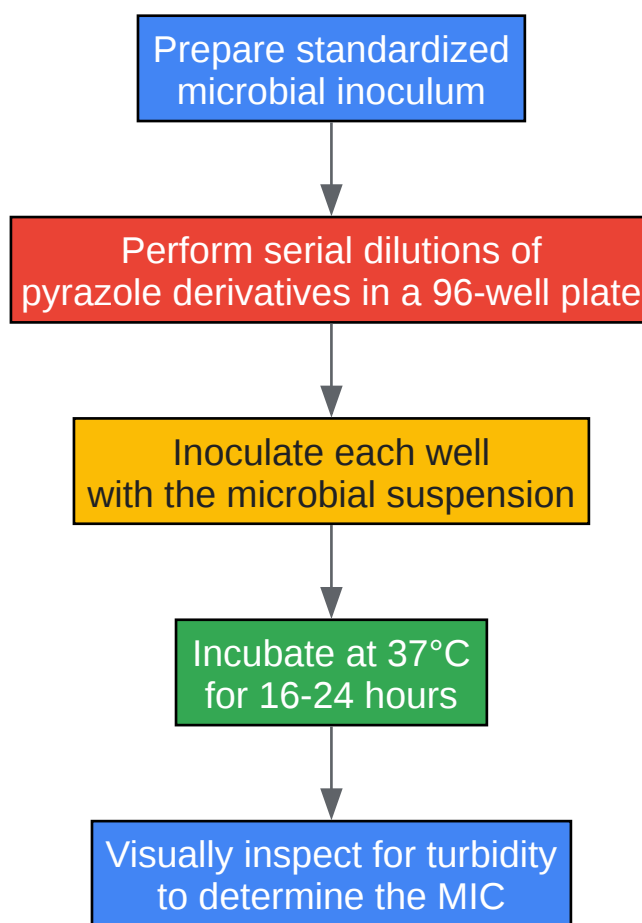 Prepare standardized
microbial inoculum
Perform serial dilutions of
pyrazole derivatives in a 96-well plate
Inoculate each well
with the microbial suspension
Incubate at 37°C
for 16-24 hours
Visually inspect for turbidity
to determine the MIC